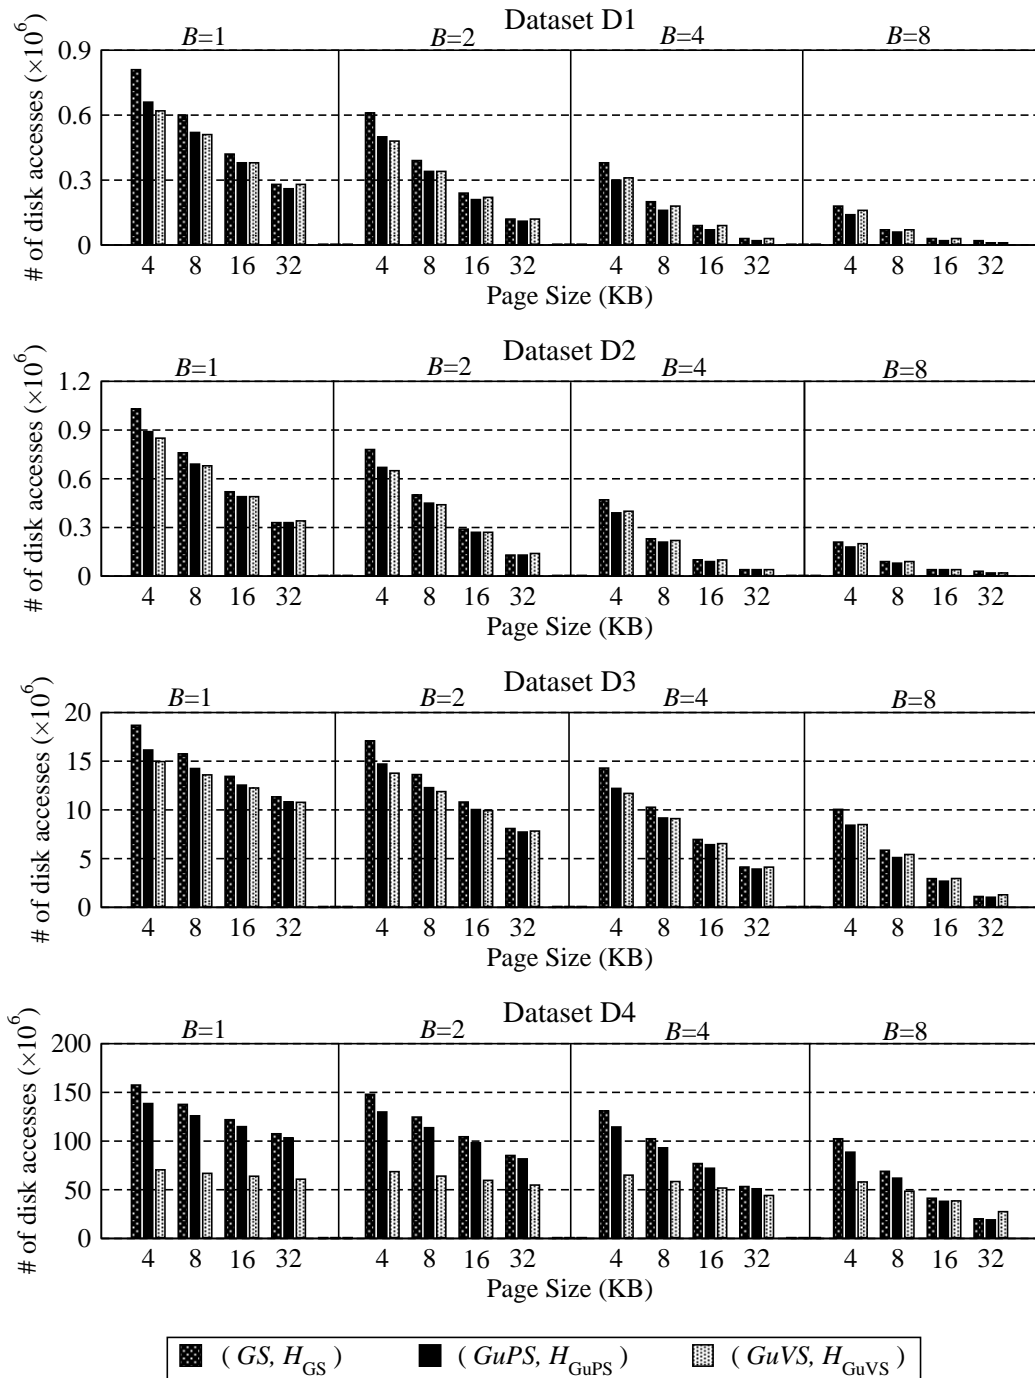 Dataset D1
B=1 B=2 B=4 B=8
# of disk accesses (×10^6)
0.9
0.6
0.3
0
4 8 16 32 4 8 16 32 4 8 16 32 4 8 16 32
Page Size (KB)
Dataset D2
B=1 B=2 B=4 B=8
# of disk accesses (×10^6)
1.2
0.9
0.6
0.3
0
4 8 16 32 4 8 16 32 4 8 16 32 4 8 16 32
Page Size (KB)
Dataset D3
B=1 B=2 B=4 B=8
# of disk accesses (×10^6)
20
15
10
5
0
4 8 16 32 4 8 16 32 4 8 16 32 4 8 16 32
Page Size (KB)
Dataset D4
B=1 B=2 B=4 B=8
# of disk accesses (×10^6)
200
150
100
50
0
4 8 16 32 4 8 16 32 4 8 16 32 4 8 16 32
Page Size (KB)
( GS, H_GS ) ( GuPS, H_GuPS ) ( GuVS, H_GuVS )